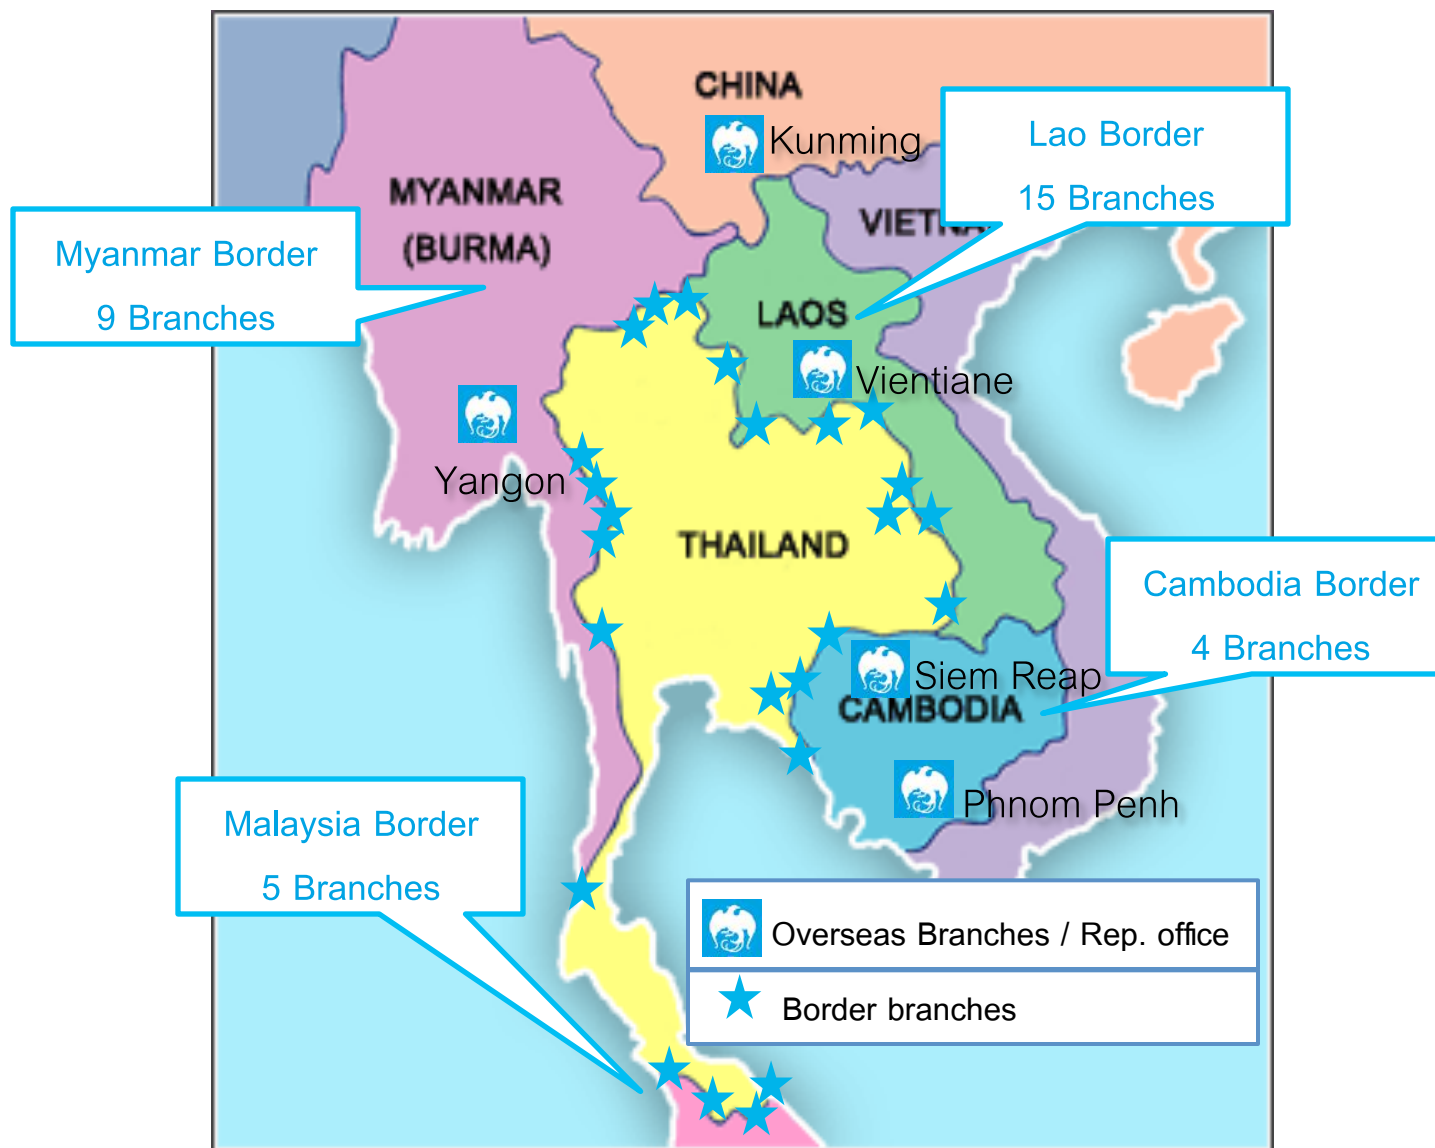 CHINA
Kunming
Lao Border
15 Branches
MYANMAR
(BURMA)
Myanmar Border
9 Branches
LAOS
Vientiane
Yangon
THAILAND
Cambodia Border
4 Branches
Siem Reap
CAMBODIA
Phnom Penh
Malaysia Border
5 Branches
Overseas Branches / Rep. office
Border branches